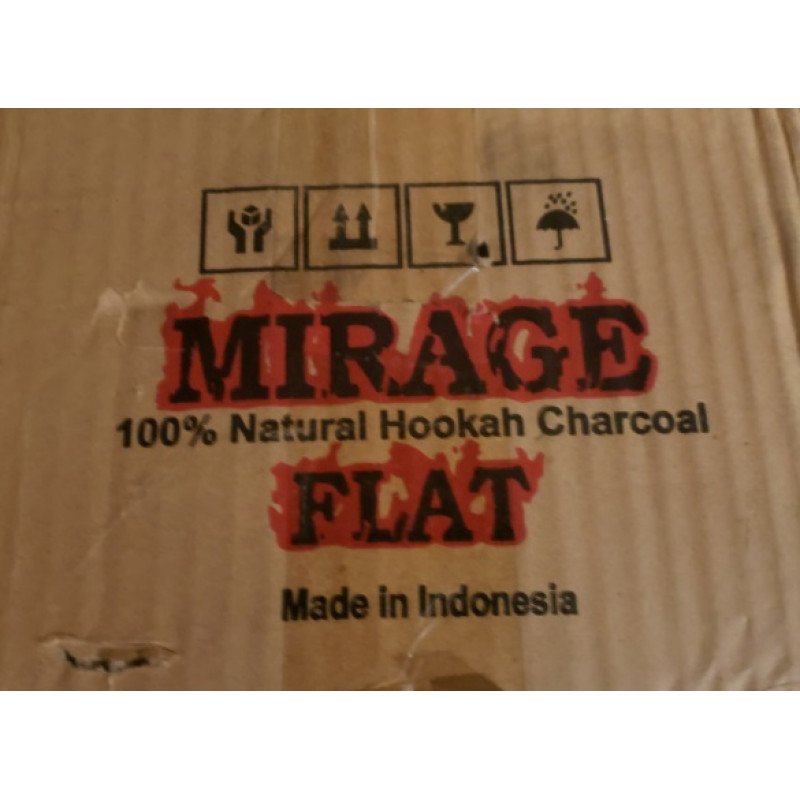 MIRAGE
100% Natural Hookah Charcoal
FLAT
Made in Indonesia